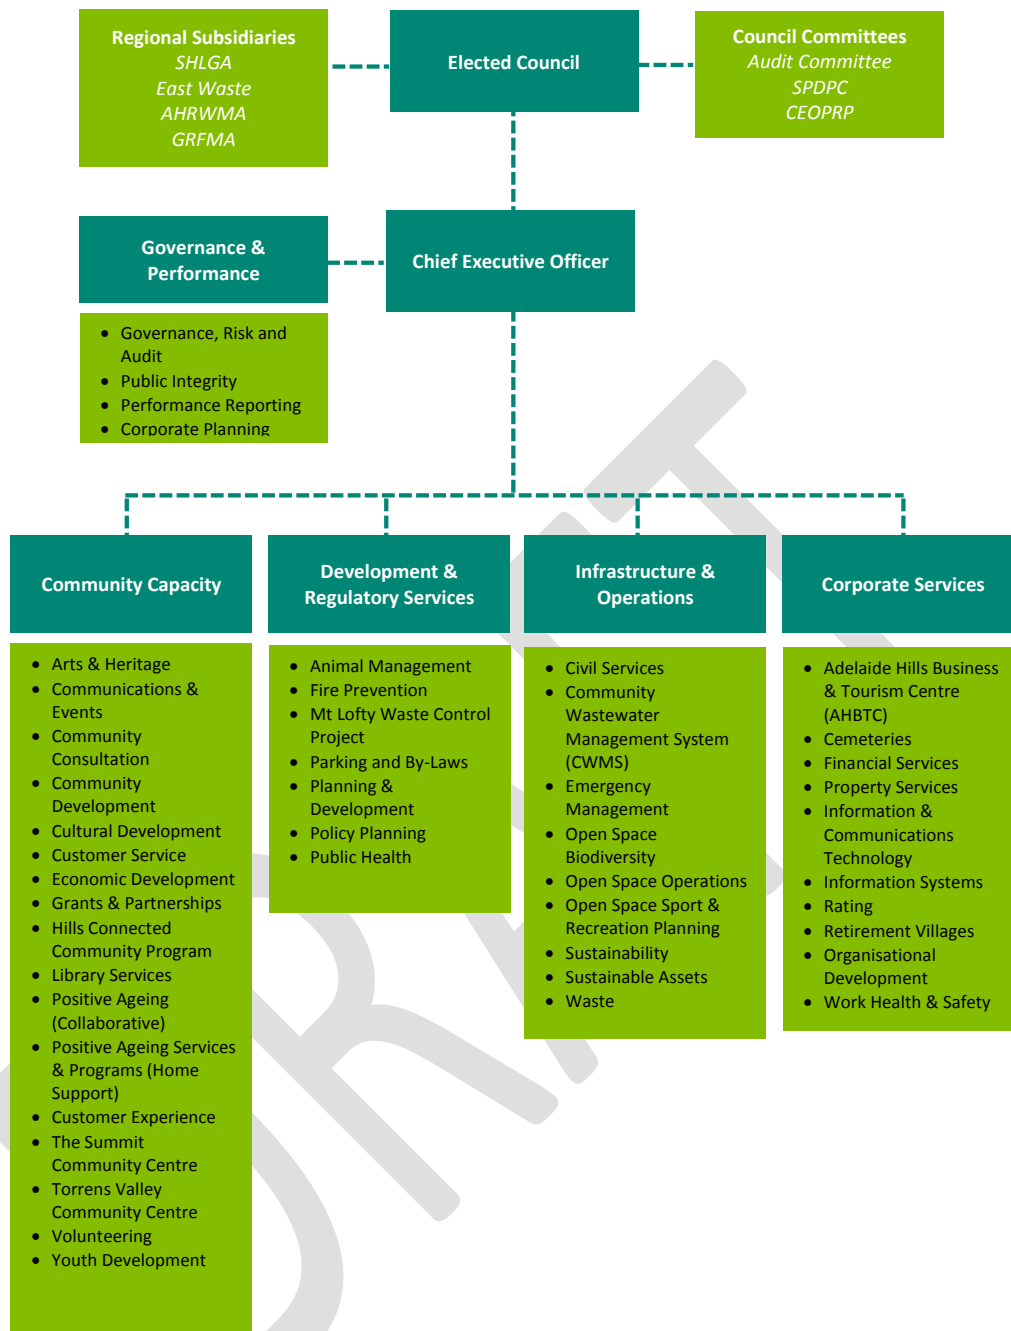 Regional Subsidiaries
SHLGA
East Waste
AHRWMA
GRFMA
Elected Council
Council Committees
Audit Committee
SPDPC
CEOPRP
Governance &
Performance
Chief Executive Officer
• Governance, Risk and
Audit
• Public Integrity
• Performance Reporting
• Corporate Planning
Community Capacity
• Arts & Heritage
• Communications &
Events
• Community
Consultation
• Community
Development
• Cultural Development
• Customer Service
• Economic Development
• Grants & Partnerships
• Hills Connected
Community Program
• Library Services
• Positive Ageing
(Collaborative)
• Positive Ageing Services
& Programs (Home
Support)
• Customer Experience
• The Summit
Community Centre
• Torrens Valley
Community Centre
• Volunteering
• Youth Development
Development &
Regulatory Services
• Animal Management
• Fire Prevention
• Mt Lofty Waste Control
Project
• Parking and By-Laws
• Planning &
Development
• Policy Planning
• Public Health
Infrastructure &
Operations
• Civil Services
• Community
Wastewater
Management System
(CWMS)
• Emergency
Management
• Open Space
Biodiversity
• Open Space Operations
• Open Space Sport &
Recreation Planning
• Sustainability
• Sustainable Assets
• Waste
Corporate Services
• Adelaide Hills Business
& Tourism Centre
(AHBTC)
• Cemeteries
• Financial Services
• Property Services
• Information &
Communications
Technology
• Information Systems
• Rating
• Retirement Villages
• Organisational
Development
• Work Health & Safety
DRAFT